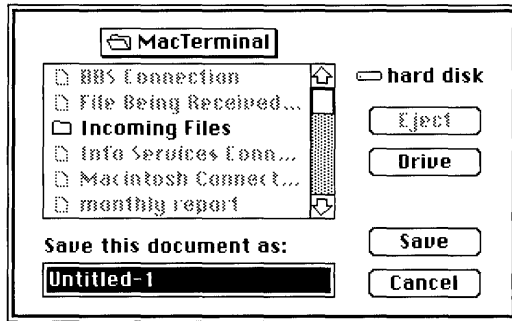 MacTerminal
BBS Connection
File Being Received...
Incoming Files
Info Services Conn...
Macintosh Connect...
monthly report
hard disk
Eject
Drive
Save this document as:
Untitled-1
Save
Cancel